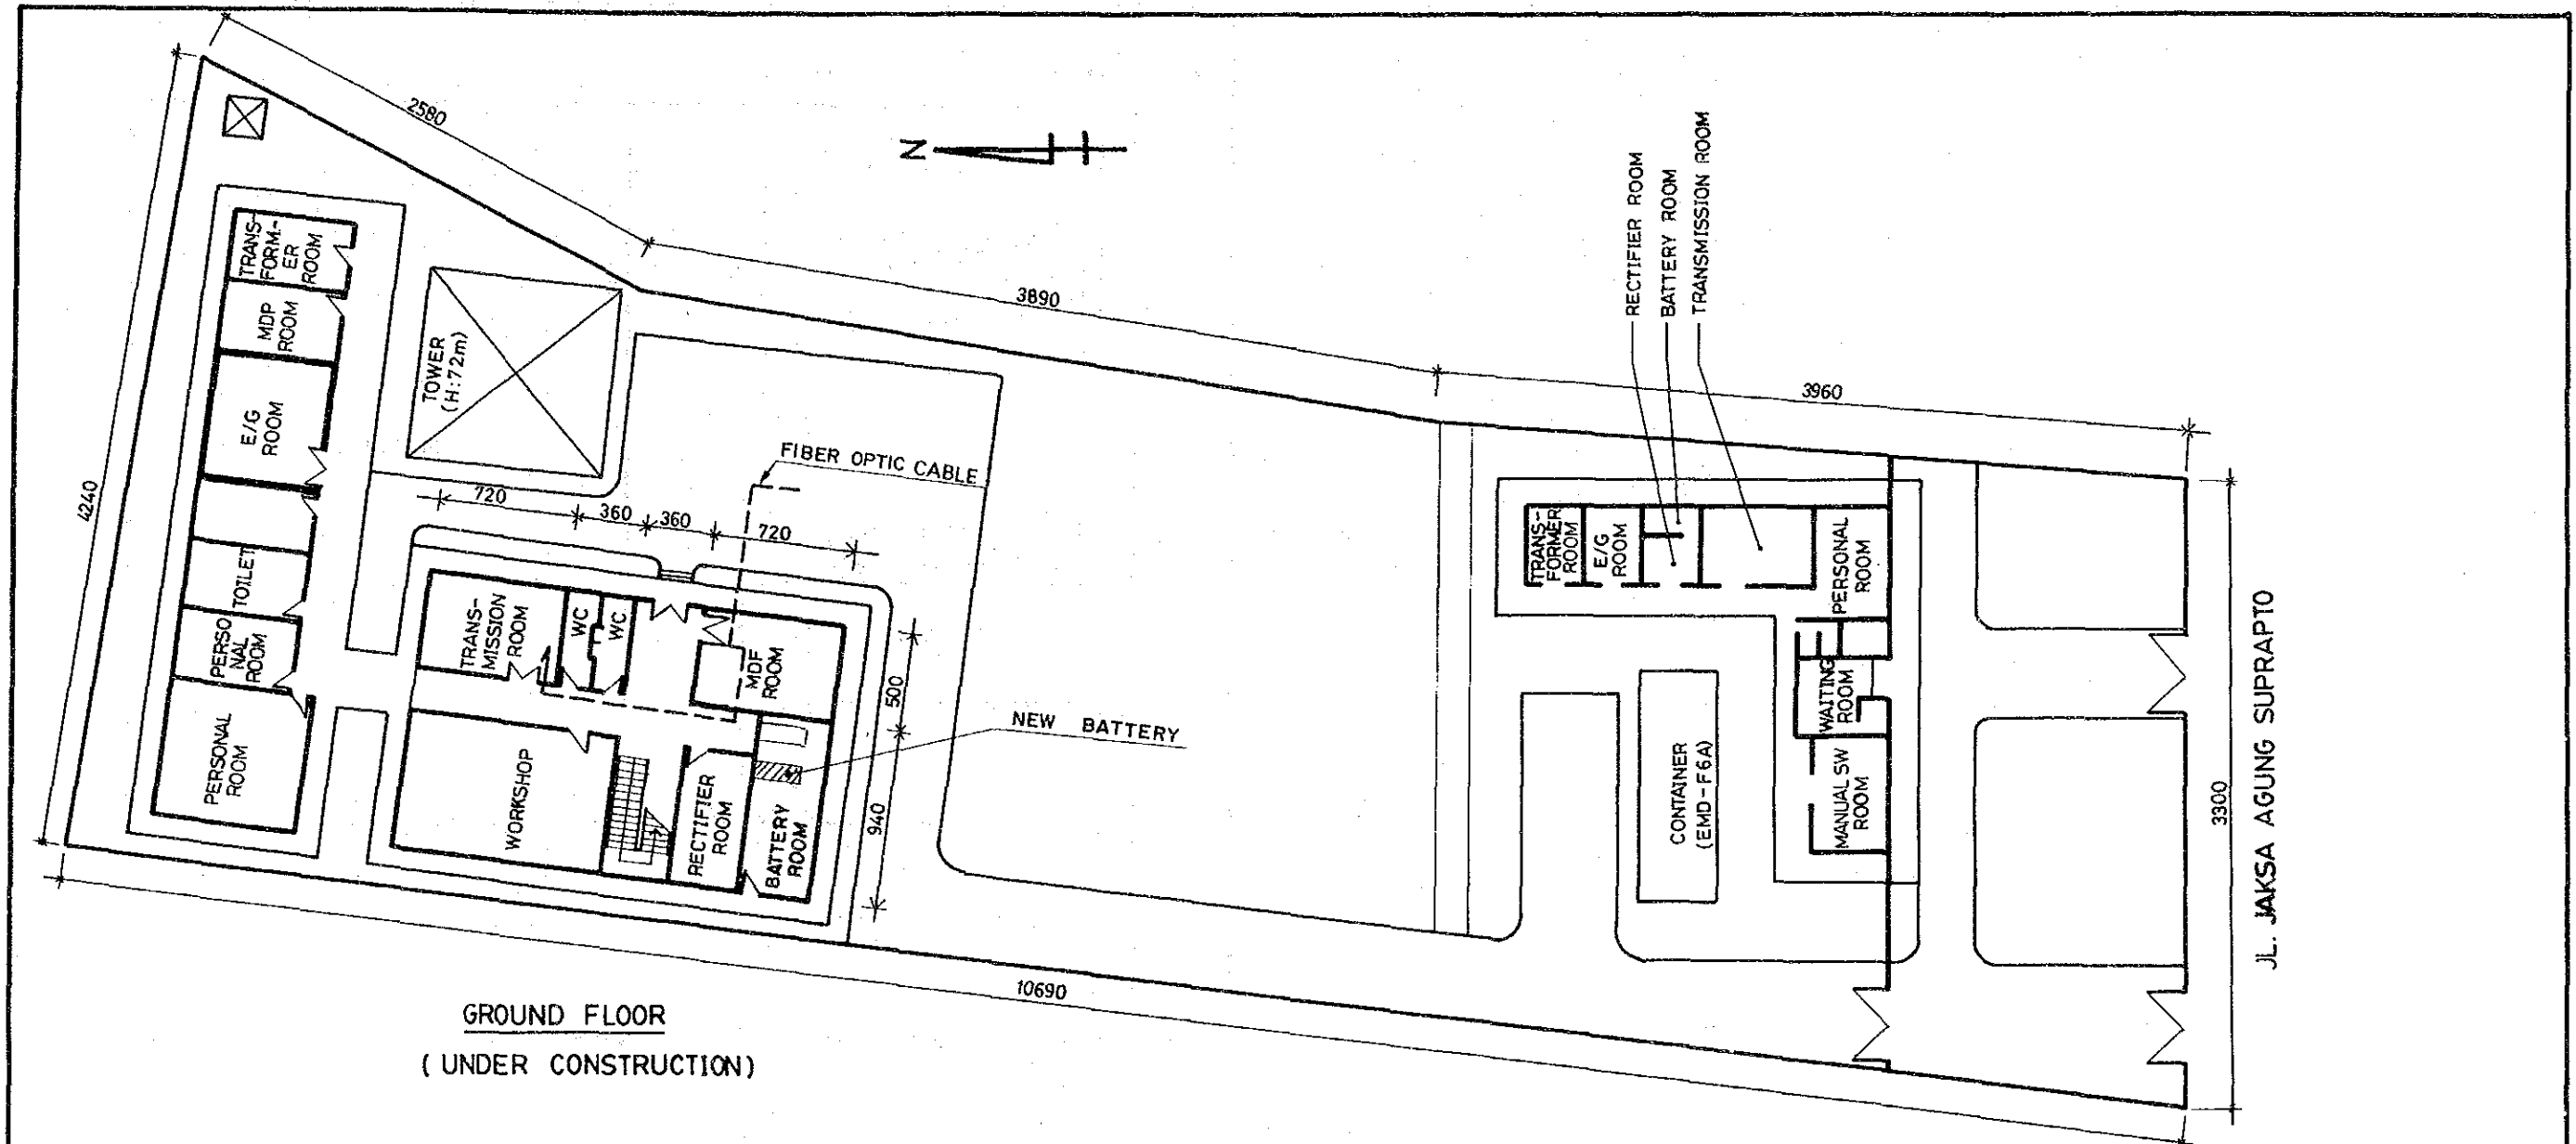 2580
N
3890
3960
4240
3300
10690
RECTIFIER ROOM
BATTERY ROOM
TRANSMISSION ROOM
TRANS-
FORM-
ER
ROOM
MDP
ROOM
E/G
ROOM
TOILET
PERSO
NAL
ROOM
PERSONAL
ROOM
TOWER
(H:72m)
FIBER OPTIC CABLE
720
360
360
720
TRANS-
MISSION
ROOM
WC
WC
MDF
ROOM
500
940
NEW BATTERY
WORKSHOP
RECTIFIER
ROOM
BATTERY
ROOM
TRANS-
FORMER
ROOM
E/G
ROOM
PERSONAL
ROOM
WAITING
ROOM
MANUAL SW
ROOM
CONTAINER
(EMD-F6A)
JL. JAKSA AGUNG SUPRAPTO
GROUND FLOOR
( UNDER CONSTRUCTION)